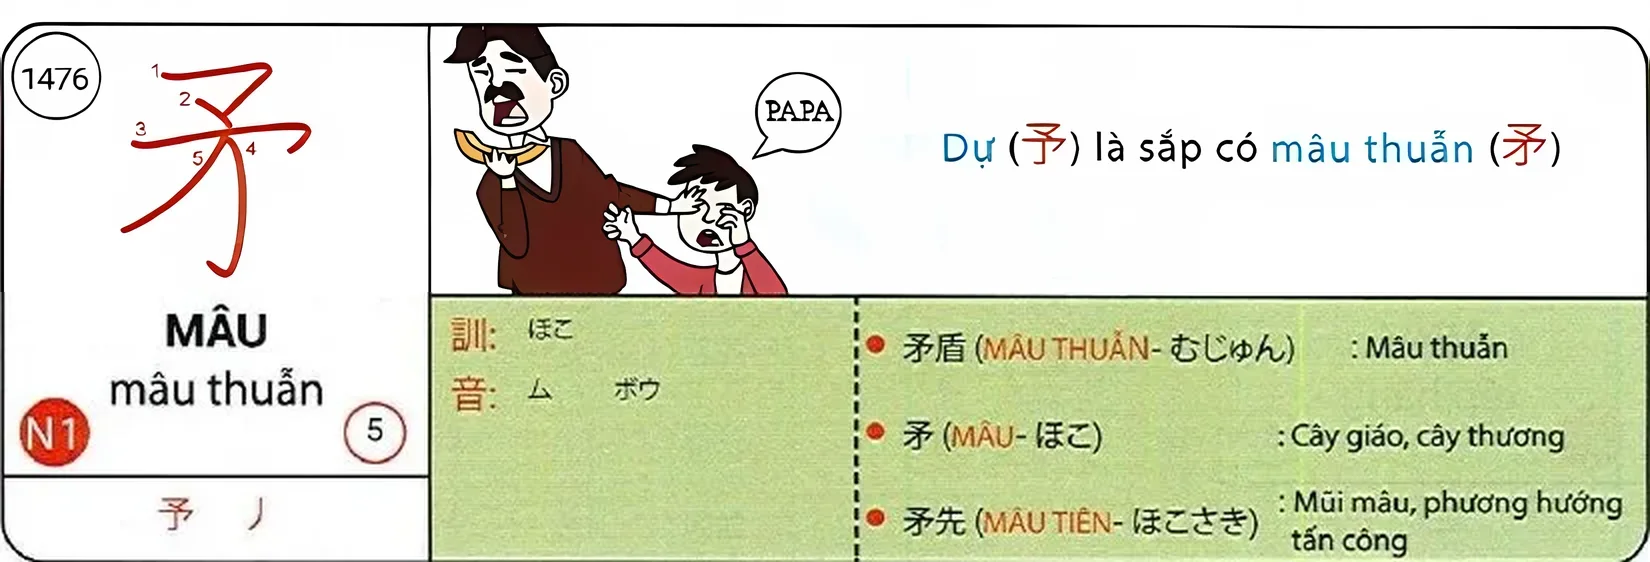 1476
矛
1
2
3
5 4
MÂU
mâu thuẫn
N1
5
予 丿
PAPA
Dự (予) là sắp có mâu thuẫn (矛)
訓: ほこ
音: ム ボウ
矛盾 (MÂU THUẪN- むじゅん) : Mâu thuẫn
矛 (MÂU- ほこ) : Cây giáo, cây thương
矛先 (MÂU TIÊN- ほこさき) : Mũi mâu, phương hướng
tấn công